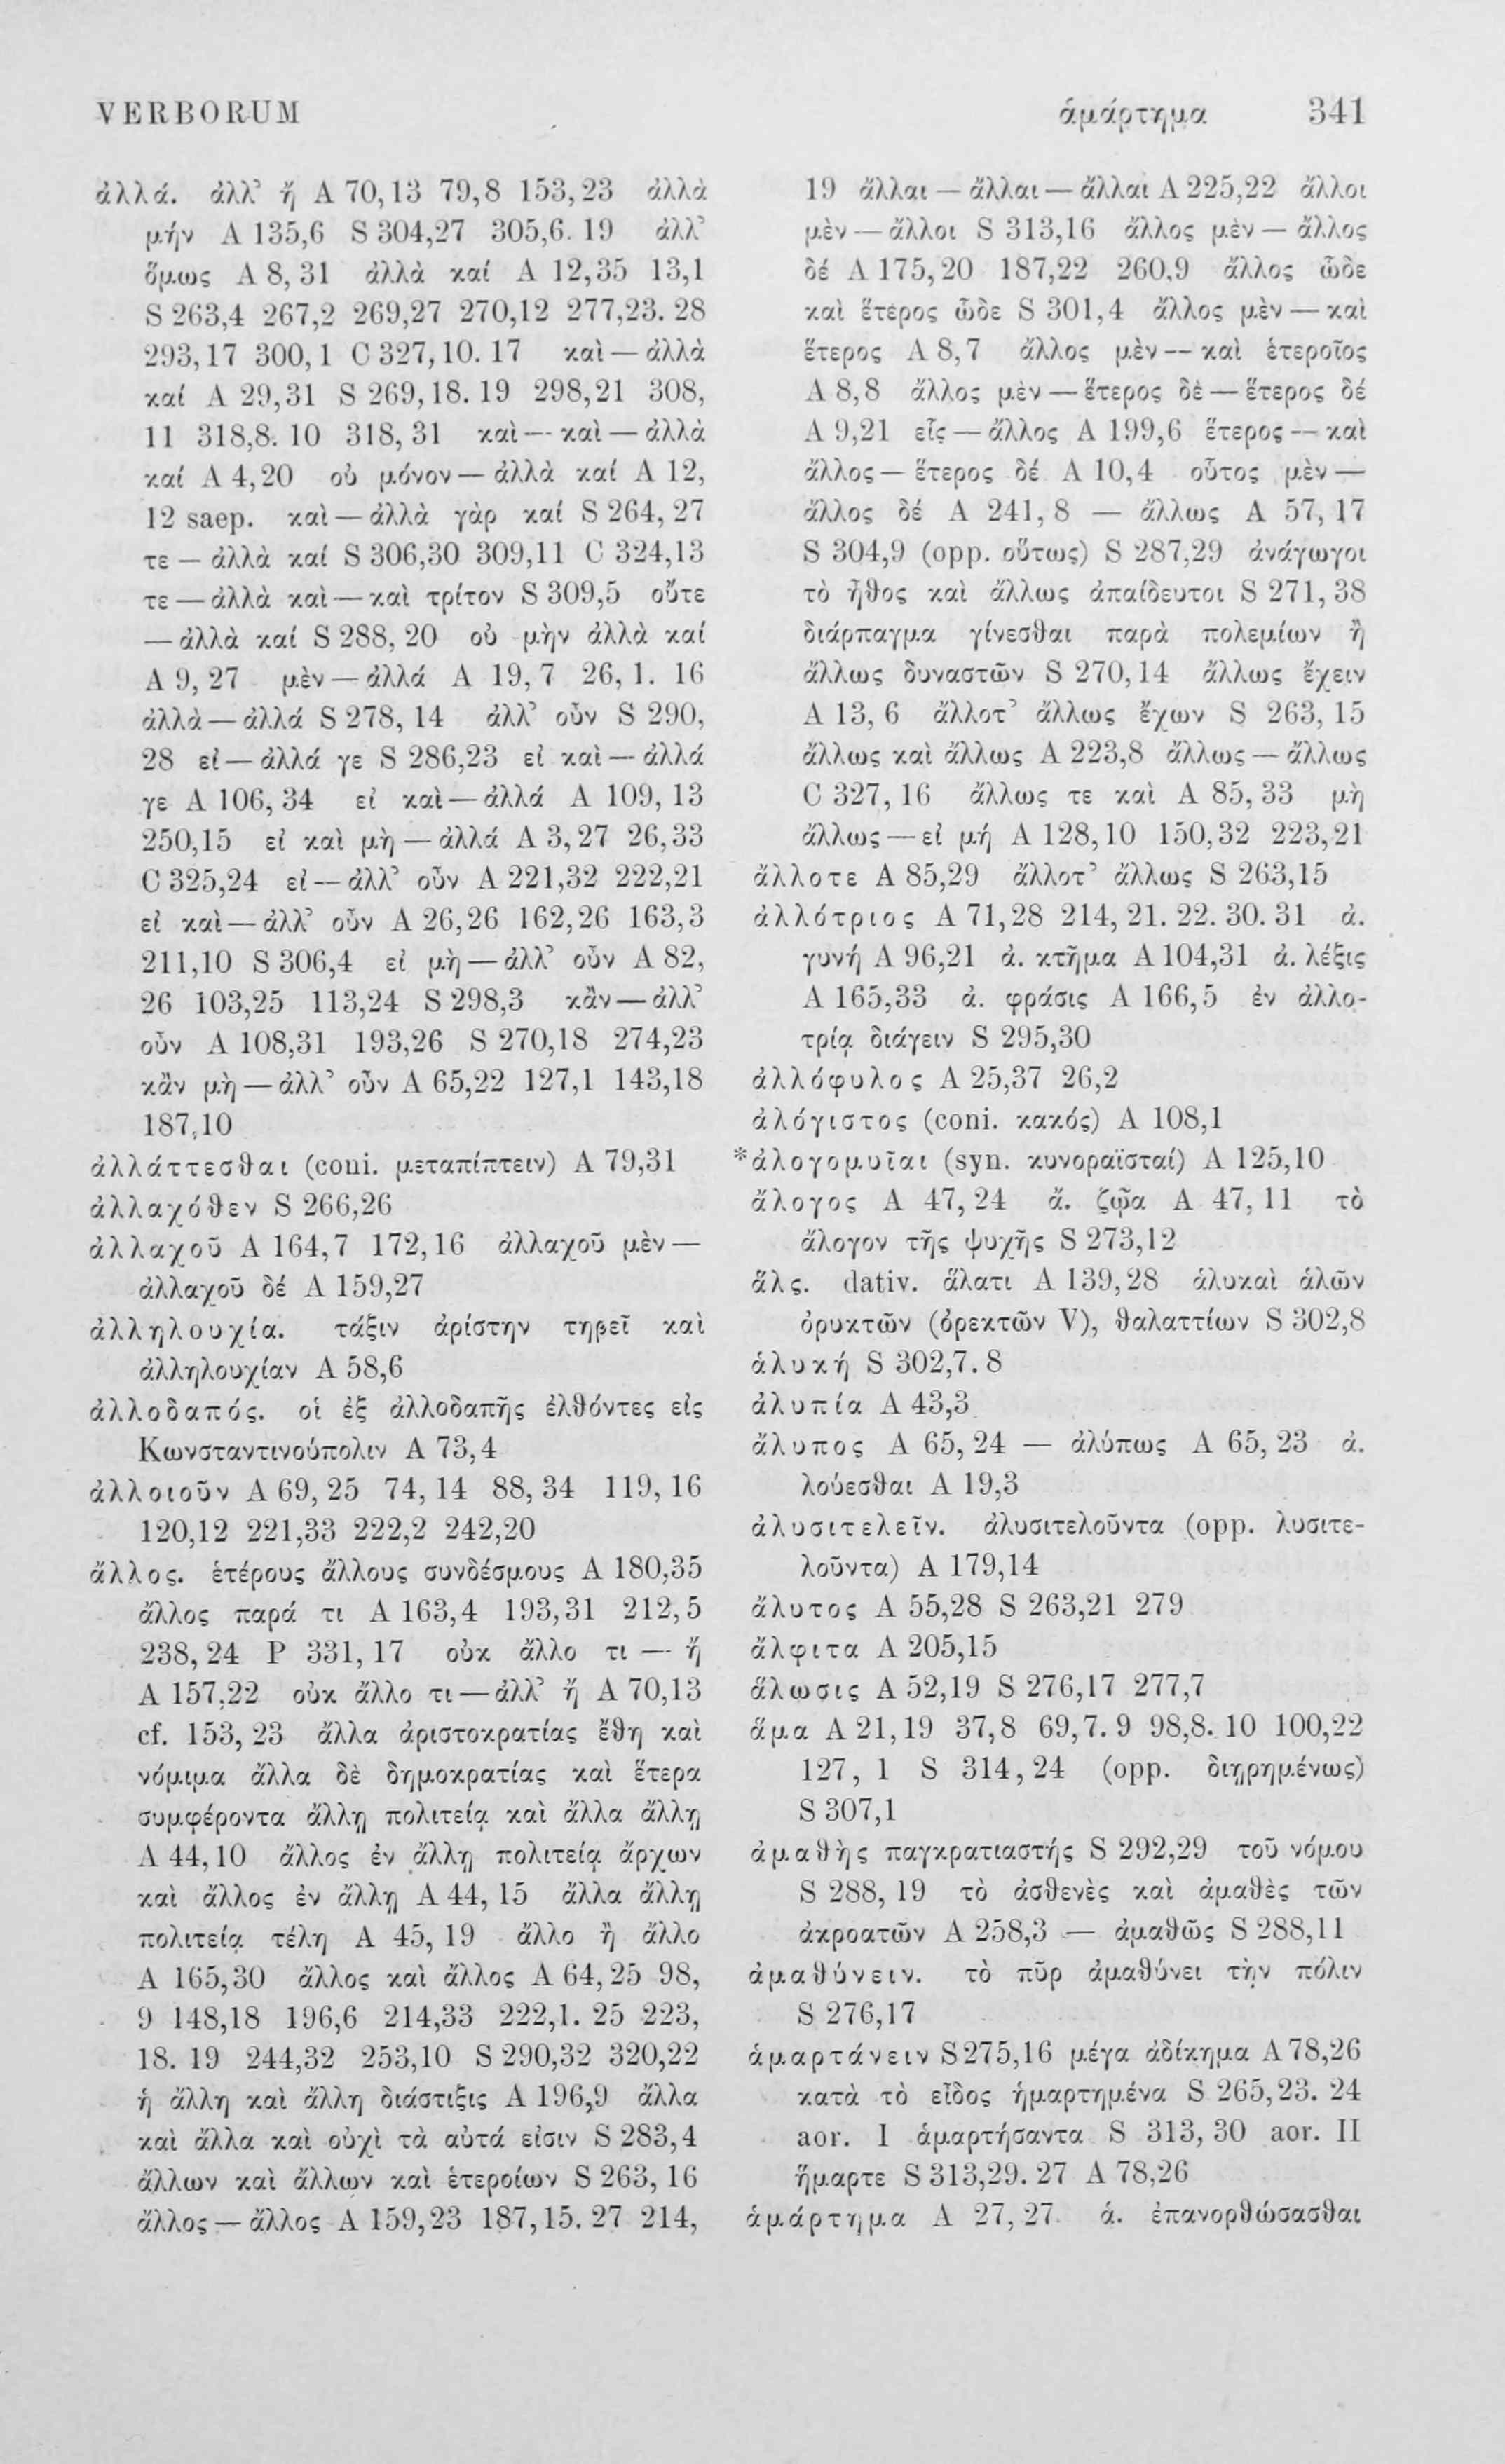 VERBORUM
ἁμάρτημα 341
ἀλλά. ἀλλ’ ἤ A 70,13 79,8 153,23 ἀλλὰ
μήν A 135,6 S 304,27 305,6. 19 ἀλλ’
ὅμως A 8, 31 ἀλλὰ καί A 12,35 13,1
S 263,4 267,2 269,27 270,12 277,23. 28
293,17 300,1 C 327,10. 17 καὶ — ἀλλὰ
καί A 29,31 S 269,18. 19 298,21 308,
11 318,8. 10 318, 31 καὶ — καὶ — ἀλλὰ
καί A 4,20 οὐ μόνον — ἀλλὰ καί A 12,
12 saep. καὶ — ἀλλὰ γὰρ καί S 264, 27
τε — ἀλλὰ καί S 306,30 309,11 C 324,13
τε — ἀλλὰ καὶ — καὶ τρίτον S 309,5 οὔτε
— ἀλλὰ καί S 288, 20 οὐ μὴν ἀλλὰ καί
A 9, 27 μὲν — ἀλλά A 19, 7 26, 1. 16
ἀλλὰ — ἀλλά S 278, 14 ἀλλ’ οὖν S 290,
28 εἰ — ἀλλά γε S 286,23 εἰ καὶ — ἀλλά
γε A 106, 34 εἰ καὶ — ἀλλά A 109, 13
250,15 εἰ καὶ μὴ — ἀλλά A 3,27 26,33
C 325,24 εἰ — ἀλλ’ οὖν A 221,32 222,21
εἰ καὶ — ἀλλ’ οὖν A 26,26 162,26 163,3
211,10 S 306,4 εἰ μὴ — ἀλλ’ οὖν A 82,
26 103,25 113,24 S 298,3 κἂν — ἀλλ’
οὖν A 108,31 193,26 S 270,18 274,23
κἂν μὴ — ἀλλ’ οὖν A 65,22 127,1 143,18
187,10
ἀλλάττεσθαι (coni. μεταπίπτειν) A 79,31
ἀλλαχόθεν S 266,26
ἀλλαχοῦ A 164,7 172,16 ἀλλαχοῦ μὲν —
ἀλλαχοῦ δέ A 159,27
ἀλληλουχία. τάξιν ἀρίστην τηρεῖ καὶ
ἀλληλουχίαν A 58,6
ἀλλοδαπός. οἱ ἐξ ἀλλοδαπῆς ἐλθόντες εἰς
Κωνσταντινούπολιν A 73,4
ἀλλοιοῦν A 69, 25 74, 14 88, 34 119, 16
120,12 221,33 222,2 242,20
ἄλλος. ἑτέρους ἄλλους συνδέσμους A 180,35
ἄλλος παρά τι A 163,4 193,31 212,5
238, 24 P 331, 17 οὐκ ἄλλο τι — ἤ
A 157,22 οὐκ ἄλλο τι — ἀλλ’ ἤ A 70,13
cf. 153, 23 ἄλλα ἀριστοκρατίας ἔθη καὶ
νόμιμα ἄλλα δὲ δημοκρατίας καὶ ἕτερα
συμφέροντα ἄλλῃ πολιτείᾳ καὶ ἄλλα ἄλλῃ
A 44, 10 ἄλλος ἐν ἄλλῃ πολιτείᾳ ἄρχων
καὶ ἄλλος ἐν ἄλλῃ A 44, 15 ἄλλα ἄλλῃ
πολιτείᾳ τέλη A 45, 19 ἄλλο ἢ ἄλλο
A 165,30 ἄλλος καὶ ἄλλος A 64, 25 98,
9 148,18 196,6 214,33 222,1. 25 223,
18. 19 244,32 253,10 S 290,32 320,22
ἡ ἄλλη καὶ ἄλλη διάστιξις A 196,9 ἄλλα
καὶ ἄλλα καὶ οὐχὶ τὰ αὐτά εἰσιν S 283,4
ἄλλων καὶ ἄλλων καὶ ἑτεροίων S 263, 16
ἄλλος — ἄλλος A 159,23 187,15. 27 214,
19 ἄλλαι — ἄλλαι — ἄλλαι A 225,22 ἄλλοι
μὲν — ἄλλοι S 313,16 ἄλλος μὲν — ἄλλος
δέ A 175,20 187,22 260,9 ἄλλος ὧδε
καὶ ἕτερος ὧδε S 301,4 ἄλλος μὲν — καὶ
ἕτερος A 8,7 ἄλλος μὲν — καὶ ἑτεροῖος
A 8,8 ἄλλος μὲν — ἕτερος δὲ — ἕτερος δέ
A 9,21 εἷς — ἄλλος A 199,6 ἕτερος — καὶ
ἄλλος — ἕτερος δέ A 10,4 οὗτος μὲν —
ἄλλος δέ A 241, 8 — ἄλλως A 57, 17
S 304,9 (opp. οὕτως) S 287,29 ἀνάγωγοι
τὸ ἦθος καὶ ἄλλως ἀπαίδευτοι S 271, 38
διάρπαγμα γίνεσθαι παρὰ πολεμίων ἢ
ἄλλως δυναστῶν S 270,14 ἄλλως ἔχειν
A 13, 6 ἄλλοτ’ ἄλλως ἔχων S 263, 15
ἄλλως καὶ ἄλλως A 223,8 ἄλλως — ἄλλως
C 327, 16 ἄλλως τε καὶ A 85, 33 μὴ
ἄλλως — εἰ μή A 128,10 150,32 223,21
ἄλλοτε A 85,29 ἄλλοτ’ ἄλλως S 263,15
ἀλλότριος A 71,28 214, 21. 22. 30. 31 ἀ.
γυνή A 96,21 ἀ. κτῆμα A 104,31 ἀ. λέξις
A 165,33 ἀ. φράσις A 166,5 ἐν ἀλλο-
τρίᾳ διάγειν S 295,30
ἀλλόφυλος A 25,37 26,2
ἀλόγιστος (coni. κακός) A 108,1
*ἀλογομυῖαι (syn. κυνοραϊσταί) A 125,10
ἄλογος A 47, 24 ἄ. ζῷα A 47, 11 τὸ
ἄλογον τῆς ψυχῆς S 273,12
ἅλς. dativ. ἅλατι A 139,28 ἁλυκαὶ ἁλῶν
ὀρυκτῶν (ὀρεκτῶν V), θαλαττίων S 302,8
ἁλυκή S 302,7. 8
ἀλυπία A 43,3
ἄλυπος A 65, 24 — ἀλύπως A 65, 23 ἀ.
λούεσθαι A 19,3
ἀλυσιτελεῖν. ἀλυσιτελοῦντα (opp. λυσιτε-
λοῦντα) A 179,14
ἄλυτος A 55,28 S 263,21 279
ἄλφιτα A 205,15
ἅλωσις A 52,19 S 276,17 277,7
ἅμα A 21,19 37,8 69,7. 9 98,8. 10 100,22
127, 1 S 314, 24 (opp. διῃρημένως)
S 307,1
ἀμαθὴς παγκρατιαστής S 292,29 τοῦ νόμου
S 288, 19 τὸ ἀσθενὲς καὶ ἀμαθὲς τῶν
ἀκροατῶν A 258,3 — ἀμαθῶς S 288,11
ἀμαθύνειν. τὸ πῦρ ἀμαθύνει τὴν πόλιν
S 276,17
ἁμαρτάνειν S 275,16 μέγα ἀδίκημα A 78,26
κατὰ τὸ εἶδος ἡμαρτημένα S 265, 23. 24
aor. I ἁμαρτήσαντα S 313, 30 aor. II
ἥμαρτε S 313,29. 27 A 78,26
ἁμάρτημα A 27, 27 ἁ. ἐπανορθώσασθαι